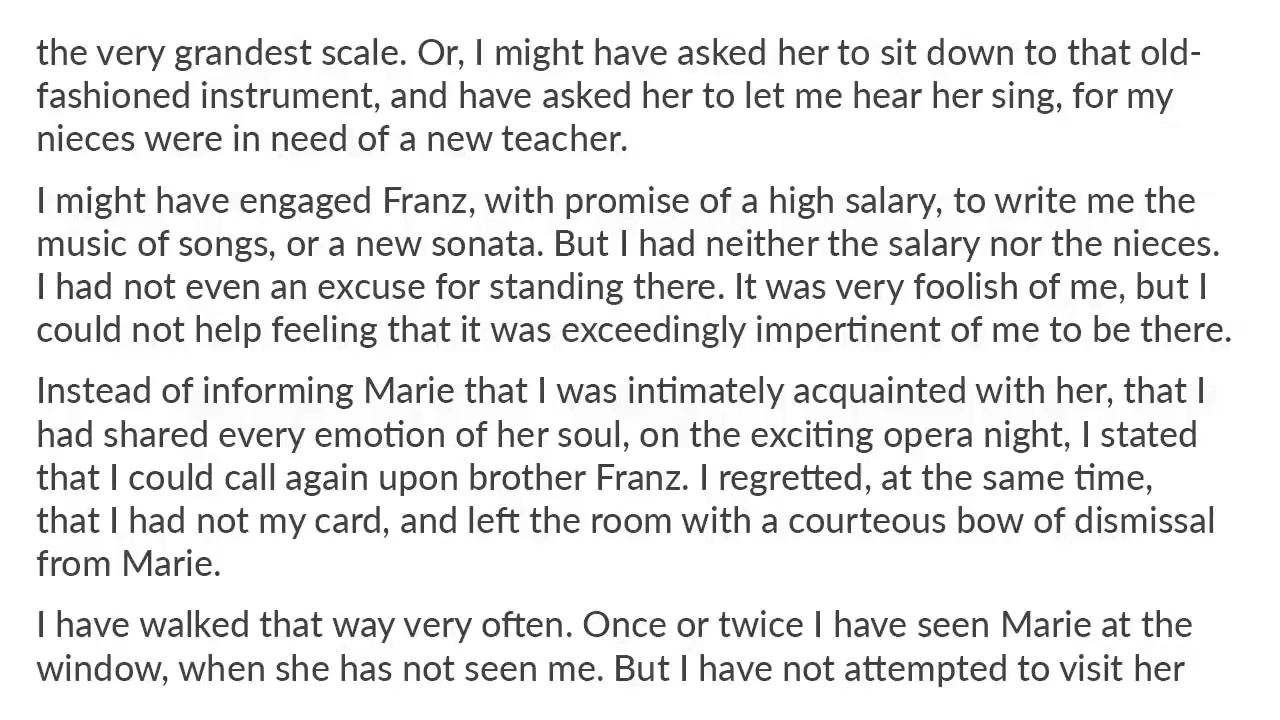 the very grandest scale. Or, I might have asked her to sit down to that old-
fashioned instrument, and have asked her to let me hear her sing, for my
nieces were in need of a new teacher.
I might have engaged Franz, with promise of a high salary, to write me the
music of songs, or a new sonata. But I had neither the salary nor the nieces.
I had not even an excuse for standing there. It was very foolish of me, but I
could not help feeling that it was exceedingly impertinent of me to be there.
Instead of informing Marie that I was intimately acquainted with her, that I
had shared every emotion of her soul, on the exciting opera night, I stated
that I could call again upon brother Franz. I regretted, at the same time,
that I had not my card, and left the room with a courteous bow of dismissal
from Marie.
I have walked that way very often. Once or twice I have seen Marie at the
window, when she has not seen me. But I have not attempted to visit her